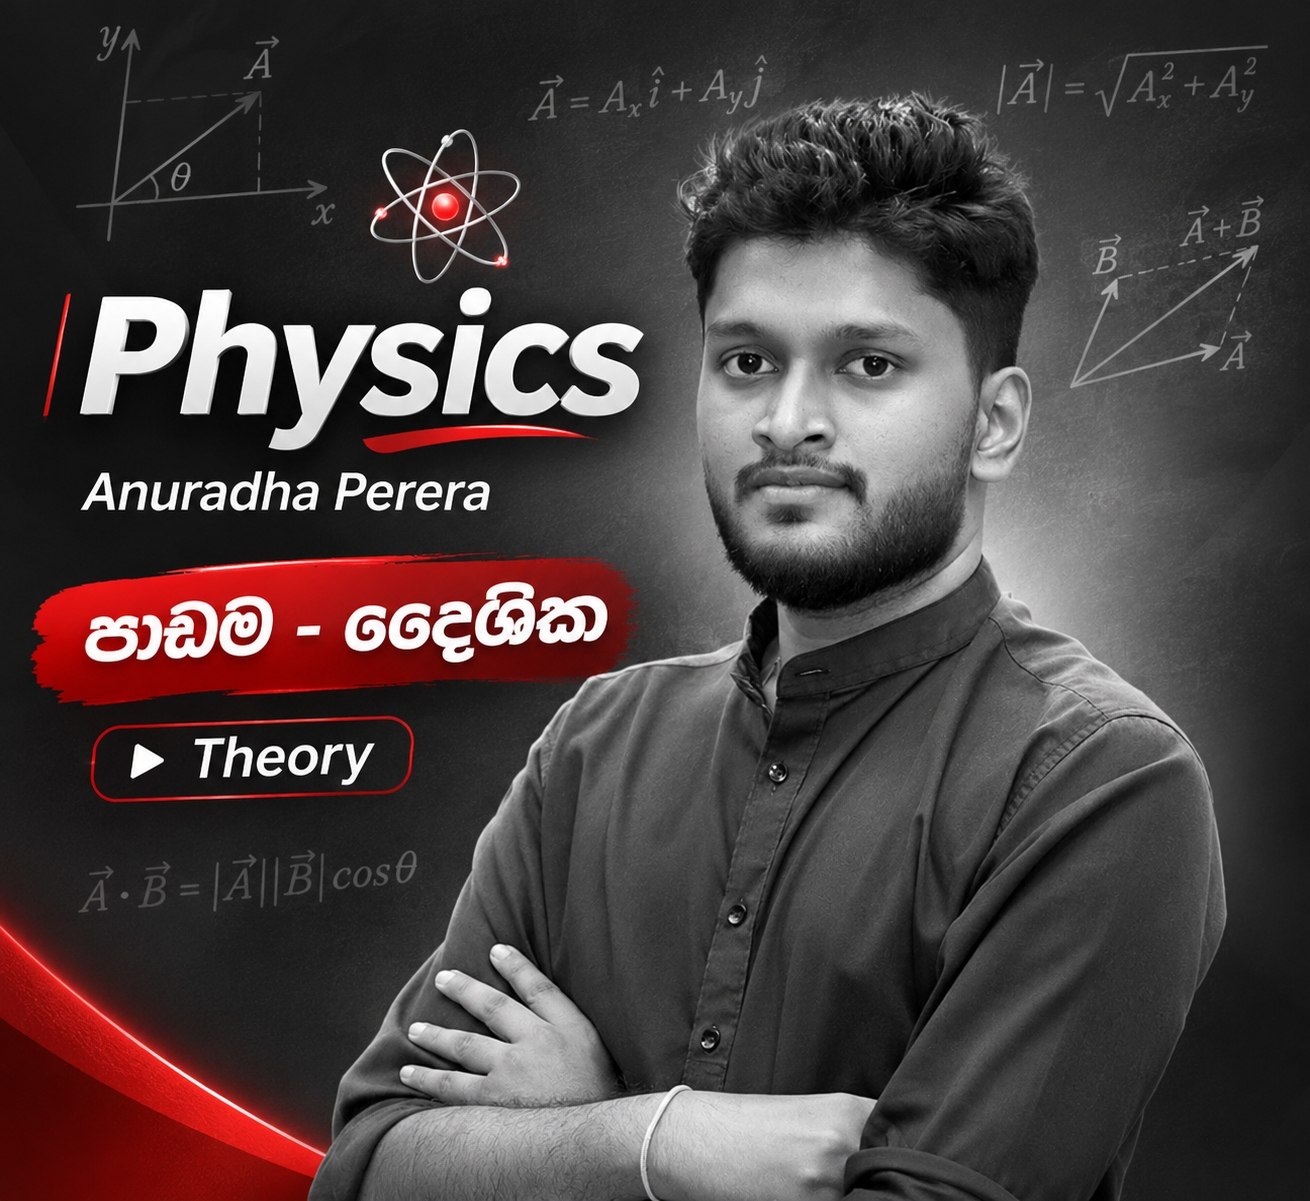 y
A⃗
θ
x
A⃗ = Aₓî + Aᵧĵ
|A⃗| = √(Aₓ² + Aᵧ²)
B⃗
A⃗ + B⃗
A⃗
Physics
Anuradha Perera
පාඩම - දෛශික
Theory
A⃗ · B⃗ = |A⃗||B⃗| cosθ